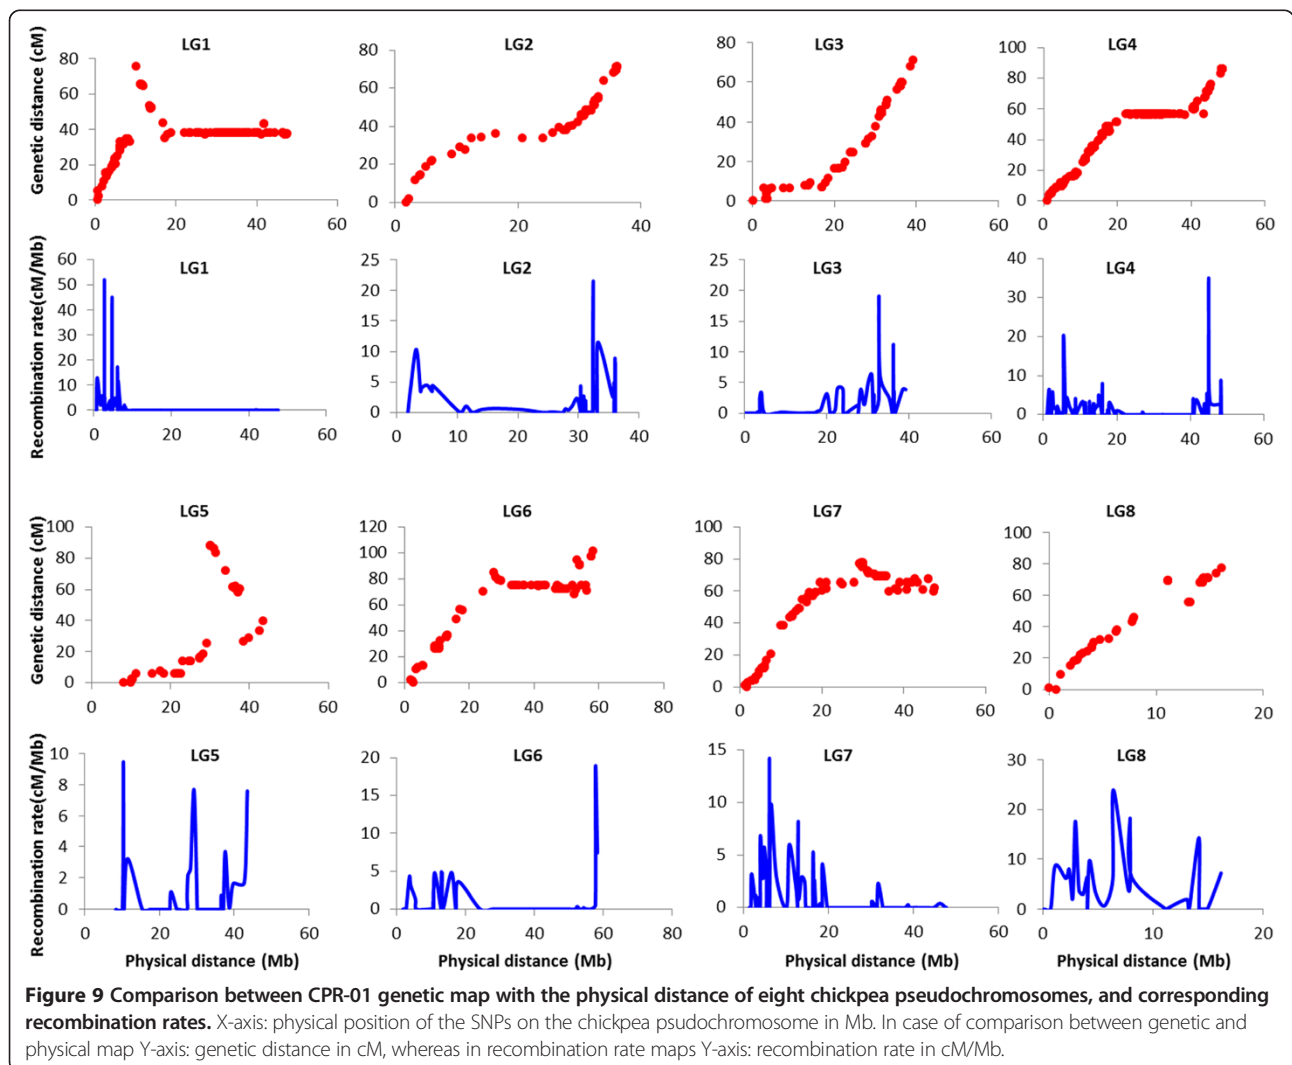 LG1 LG2 LG3 LG4
Genetic distance (cM)
80 60 40 20 0
0 20 40 60
80 60 40 20 0
0 20 40
80 60 40 20 0
0 20 40 60
100 80 60 40 20 0
0 20 40 60
LG1 LG2 LG3 LG4
Recombination rate(cM/Mb)
60 50 40 30 20 10 0
0 20 40 60
25 20 15 10 5 0
0 10 20 30 40
25 20 15 10 5 0
0 10 20 30 40 50 60
40 30 20 10 0
0 20 40 60
LG5 LG6 LG7 LG8
Genetic distance (cM)
100 80 60 40 20 0
0 20 40 60
120 100 80 60 40 20 0
0 20 40 60 80
100 80 60 40 20 0
0 20 40 60
100 80 60 40 20 0
0 10 20
LG5 LG6 LG7 LG8
Recombination rate(cM/Mb)
10 8 6 4 2 0
0 20 40 60
20 15 10 5 0
0 20 40 60 80
15 10 5 0
0 20 40 60
30 20 10 0
0 10 20
Physical distance (Mb) Physical distance (Mb) Physical distance (Mb) Physical distance (Mb)
Figure 9 Comparison between CPR-01 genetic map with the physical distance of eight chickpea pseudochromosomes, and corresponding
recombination rates. X-axis: physical position of the SNPs on the chickpea psudochromosome in Mb. In case of comparison between genetic and
physical map Y-axis: genetic distance in cM, whereas in recombination rate maps Y-axis: recombination rate in cM/Mb.